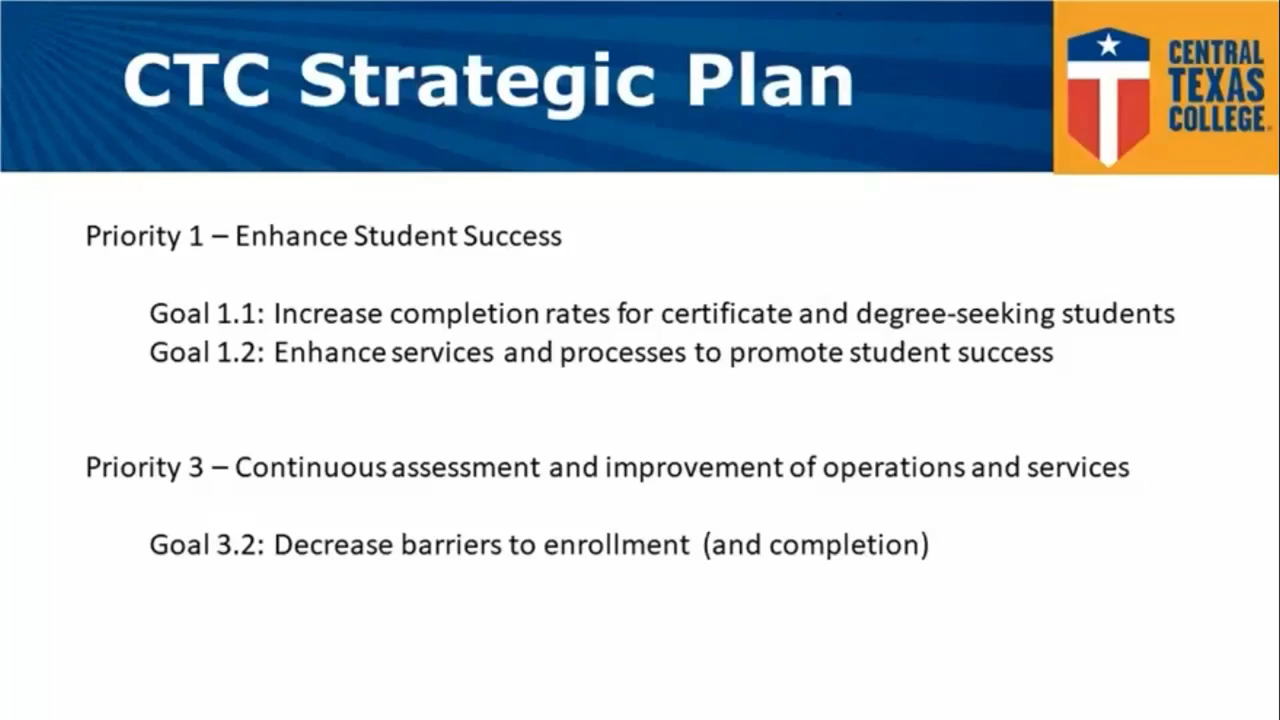 CTC Strategic Plan
CENTRAL
TEXAS
COLLEGE
Priority 1 – Enhance Student Success
Goal 1.1: Increase completion rates for certificate and degree-seeking students
Goal 1.2: Enhance services and processes to promote student success
Priority 3 – Continuous assessment and improvement of operations and services
Goal 3.2: Decrease barriers to enrollment (and completion)